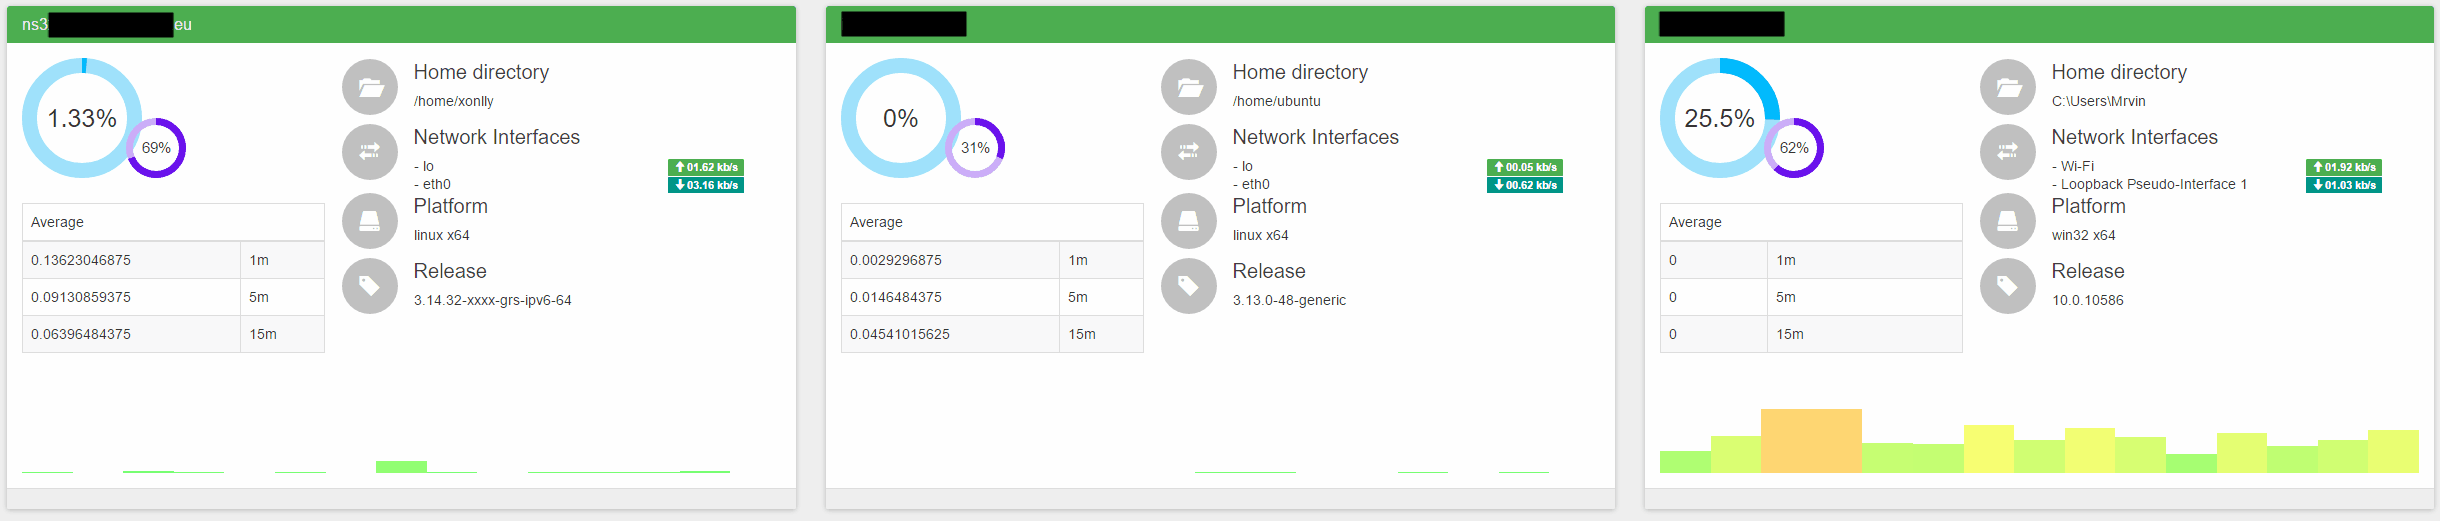 ns3 eu
1.33%
69%
Home directory
/home/xonlly
Network Interfaces
- lo
- eth0
01.62 kb/s
03.16 kb/s
Platform
linux x64
Release
3.14.32-xxxx-grs-ipv6-64
Average
0.13623046875 1m
0.09130859375 5m
0.06396484375 15m
0%
31%
Home directory
/home/ubuntu
Network Interfaces
- lo
- eth0
00.05 kb/s
00.62 kb/s
Platform
linux x64
Release
3.13.0-48-generic
Average
0.0029296875 1m
0.0146484375 5m
0.04541015625 15m
25.5%
62%
Home directory
C:\Users\Mrvin
Network Interfaces
- Wi-Fi
- Loopback Pseudo-Interface 1
01.92 kb/s
01.03 kb/s
Platform
win32 x64
Release
10.0.10586
Average
0 1m
0 5m
0 15m